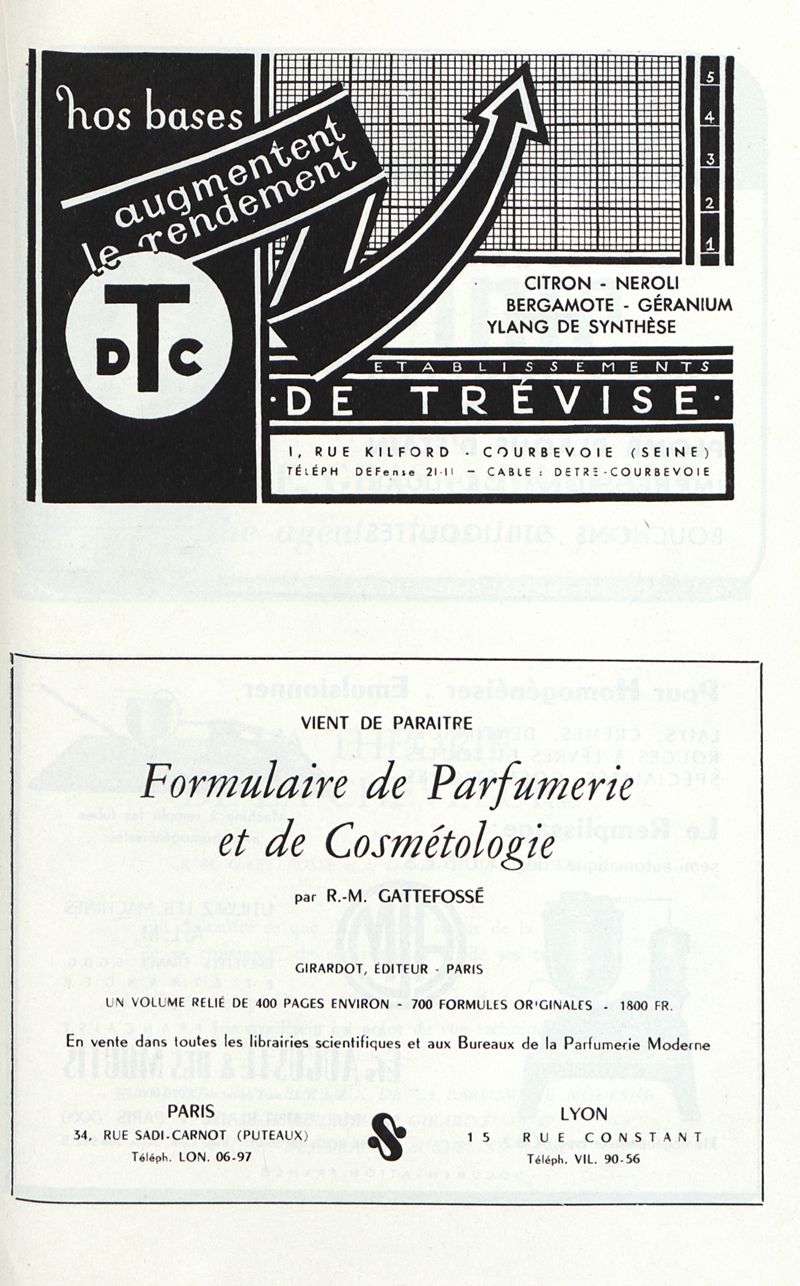 nos bases
augmentent
le rendement
DTC
5
4
3
2
1
CITRON - NEROLI
BERGAMOTE - GÉRANIUM
YLANG DE SYNTHÈSE
ETABLISSEMENTS
·DE TRÉVISE·
1, RUE KILFORD - COURBEVOIE (SEINE)
TÉLÉPH DEFense 21-11 — CABLE : DETRE-COURBEVOIE
VIENT DE PARAITRE
Formulaire de Parfumerie
et de Cosmétologie
par R.-M. GATTEFOSSÉ
GIRARDOT, ÉDITEUR - PARIS
UN VOLUME RELIÉ DE 400 PAGES ENVIRON - 700 FORMULES OR'GINALES - 1800 FR.
En vente dans toutes les librairies scientifiques et aux Bureaux de la Parfumerie Moderne
PARIS
34, RUE SADI-CARNOT (PUTEAUX)
Téléph. LON. 06-97
LYON
15 RUE CONSTANT
Téléph. VIL. 90-56